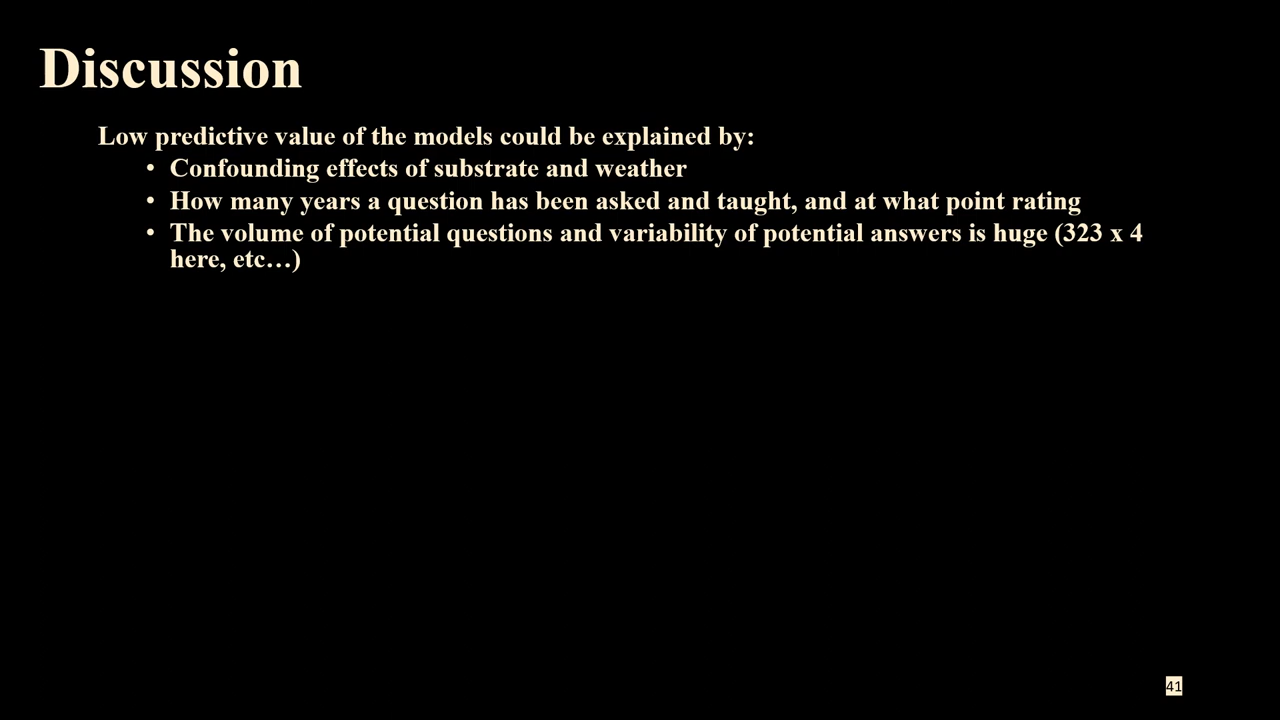 Discussion
Low predictive value of the models could be explained by:
• Confounding effects of substrate and weather
• How many years a question has been asked and taught, and at what point rating
• The volume of potential questions and variability of potential answers is huge (323 x 4
here, etc…)
41